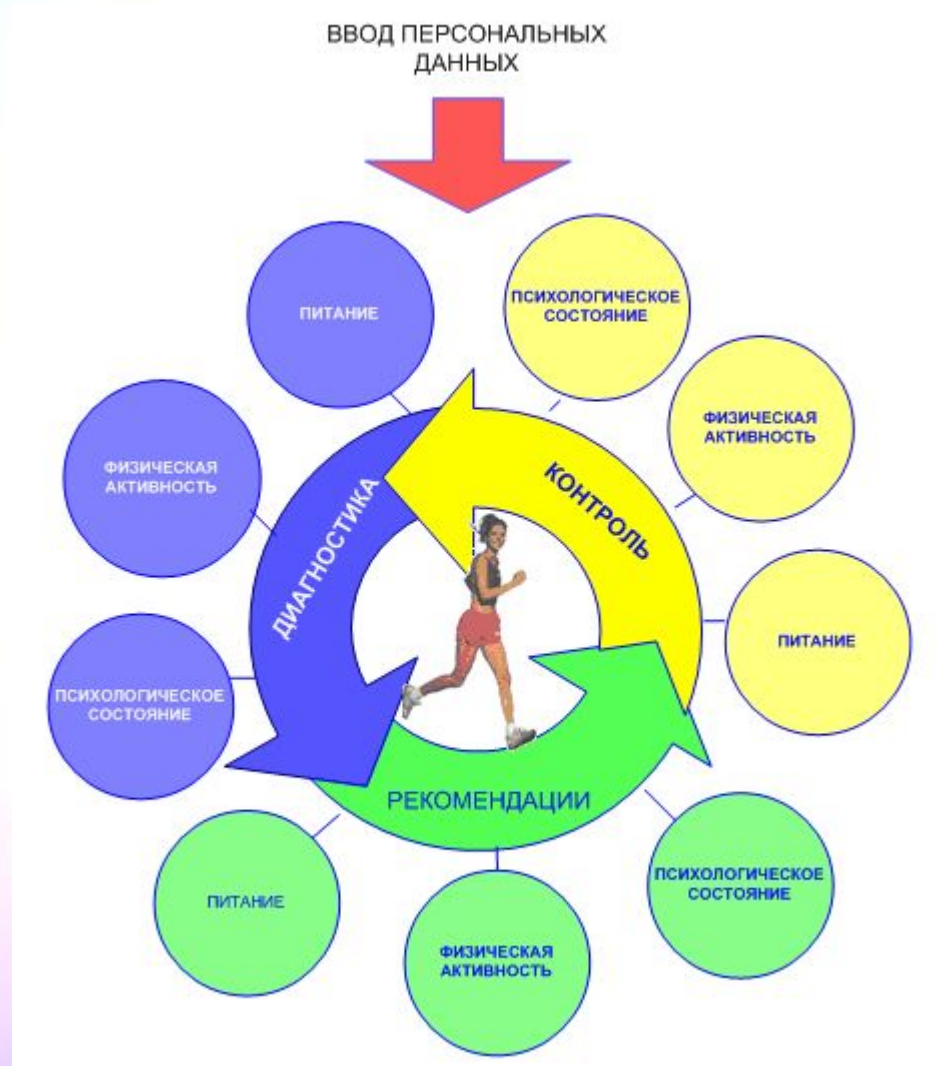 ВВОД ПЕРСОНАЛЬНЫХ
ДАННЫХ
ПИТАНИЕ
ПСИХОЛОГИЧЕСКОЕ
СОСТОЯНИЕ
ФИЗИЧЕСКАЯ
АКТИВНОСТЬ
ФИЗИЧЕСКАЯ
АКТИВНОСТЬ
КОНТРОЛЬ
ДИАГНОСТИКА
ПИТАНИЕ
ПСИХОЛОГИЧЕСКОЕ
СОСТОЯНИЕ
РЕКОМЕНДАЦИИ
ПСИХОЛОГИЧЕСКОЕ
СОСТОЯНИЕ
ПИТАНИЕ
ФИЗИЧЕСКАЯ
АКТИВНОСТЬ